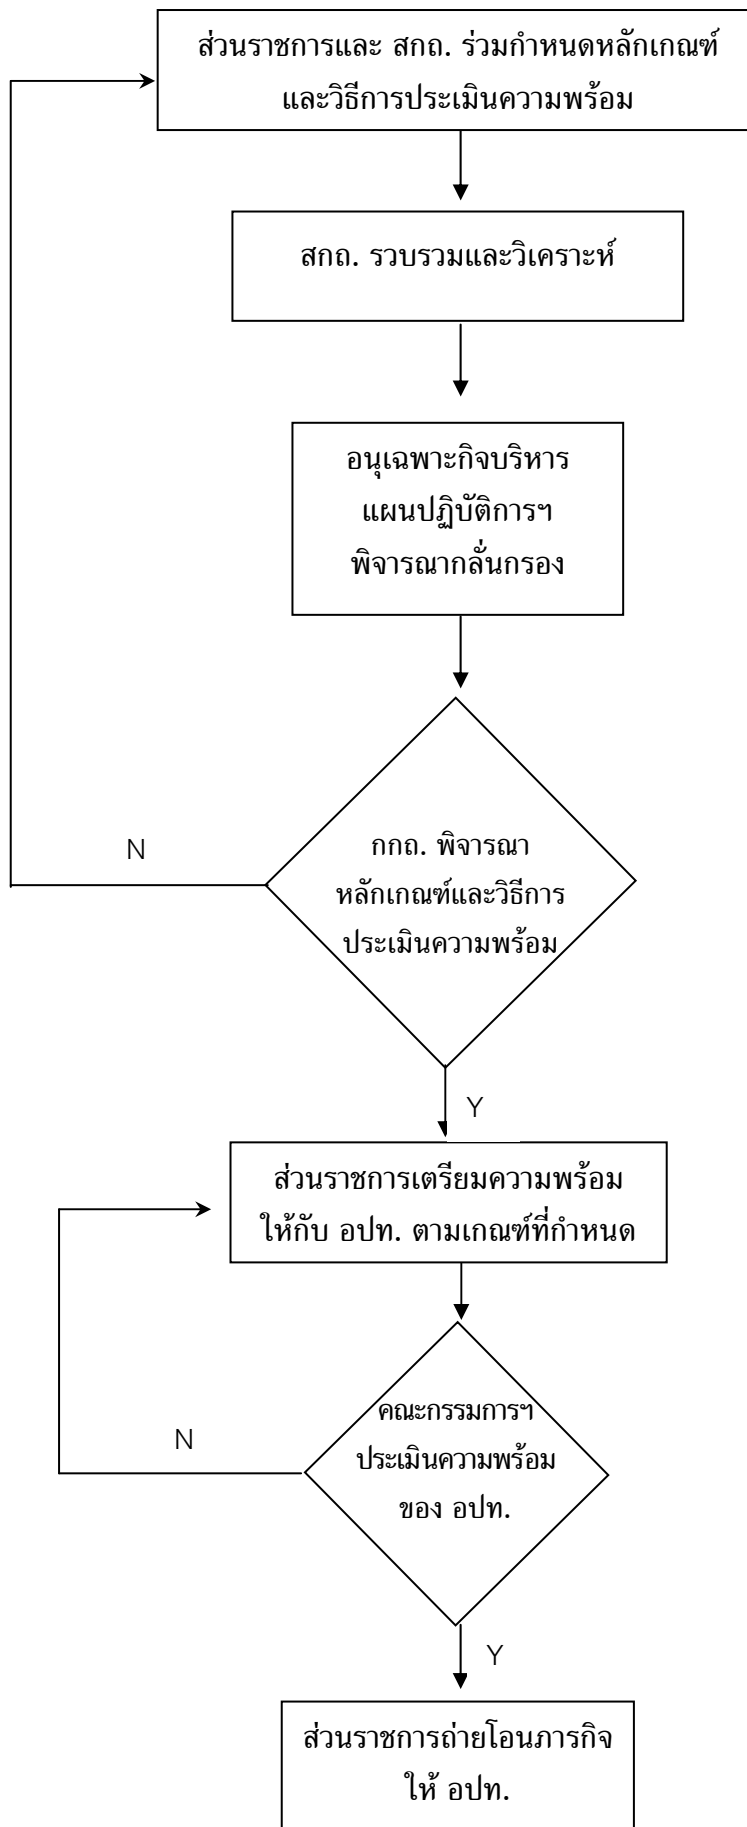 ส่วนราชการและ สกถ. ร่วมกำหนดหลักเกณฑ์
และวิธีการประเมินความพร้อม
สกถ. รวบรวมและวิเคราะห์
อนุเฉพาะกิจบริหาร
แผนปฏิบัติการฯ
พิจารณากลั่นกรอง
N
กกถ. พิจารณา
หลักเกณฑ์และวิธีการ
ประเมินความพร้อม
Y
ส่วนราชการเตรียมความพร้อม
ให้กับ อปท. ตามเกณฑ์ที่กำหนด
N
คณะกรรมการฯ
ประเมินความพร้อม
ของ อปท.
Y
ส่วนราชการถ่ายโอนภารกิจ
ให้ อปท.